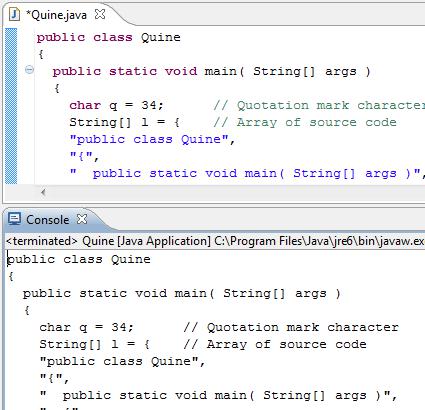 *Quine.java
public class Quine
{
public static void main( String[] args )
{
char q = 34; // Quotation mark character
String[] l = { // Array of source code
"public class Quine",
"{",
" public static void main( String[] args )",
Console
<terminated> Quine [Java Application] C:\Program Files\Java\jre6\bin\javaw.ex
public class Quine
{
public static void main( String[] args )
{
char q = 34; // Quotation mark character
String[] l = { // Array of source code
"public class Quine",
"{",
" public static void main( String[] args )",